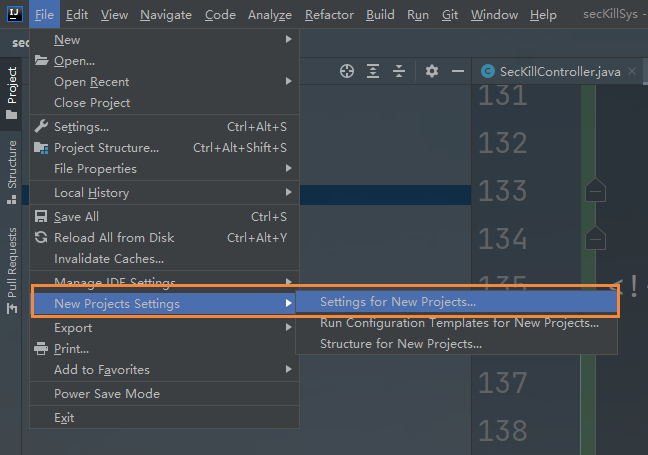 File Edit View Navigate Code Analyze Refactor Build Run Git Window Help secKillSys -
sec
Project
Structure
Pull Requests
New
Open...
Open Recent
Close Project
Settings... Ctrl+Alt+S
Project Structure... Ctrl+Alt+Shift+S
File Properties
Local History
Save All Ctrl+S
Reload All from Disk Ctrl+Alt+Y
Invalidate Caches...
Manage IDE Settings
New Projects Settings
Export
Print...
Add to Favorites
Power Save Mode
Exit
Settings for New Projects...
Run Configuration Templates for New Projects...
Structure for New Projects...
SecKillController.java
131
132
133
134
135
<!-
137
138